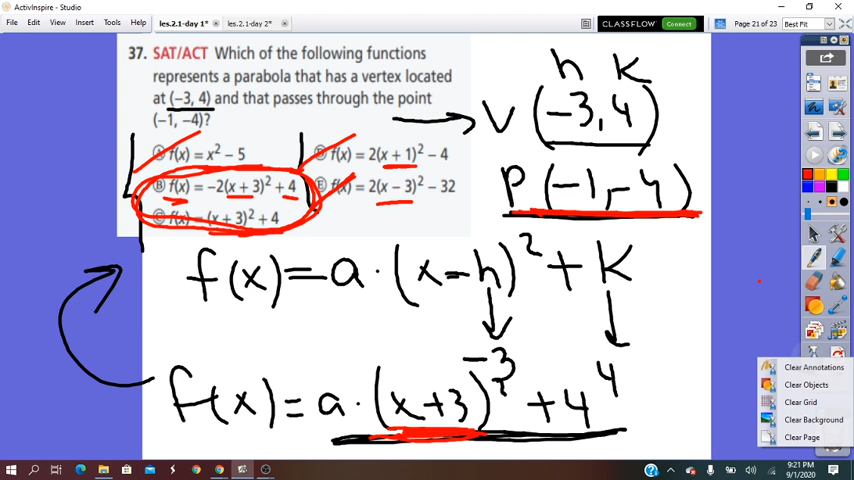 ActivInspire - Studio
File Edit View Insert Tools Help
les.2.1-day 1* les.2.1-day 2*
CLASSFLOW Connect
Page 21 of 23 Best Fit
37. SAT/ACT Which of the following functions
represents a parabola that has a vertex located
at (−3, 4) and that passes through the point
(−1, −4)?
A f(x) = x² − 5
D f(x) = 2(x + 1)² − 4
B f(x) = −2(x + 3)² + 4
E f(x) = 2(x − 3)² − 32
C f(x) = (x + 3)² + 4
h K
V (−3, 4)
P (−1, −4)
f(x) = a · (x − h)² + K
−3 4
f(x) = a · (x + 3)² + 4
Clear Annotations
Clear Objects
Clear Grid
Clear Background
Clear Page
9:21 PM
9/1/2020